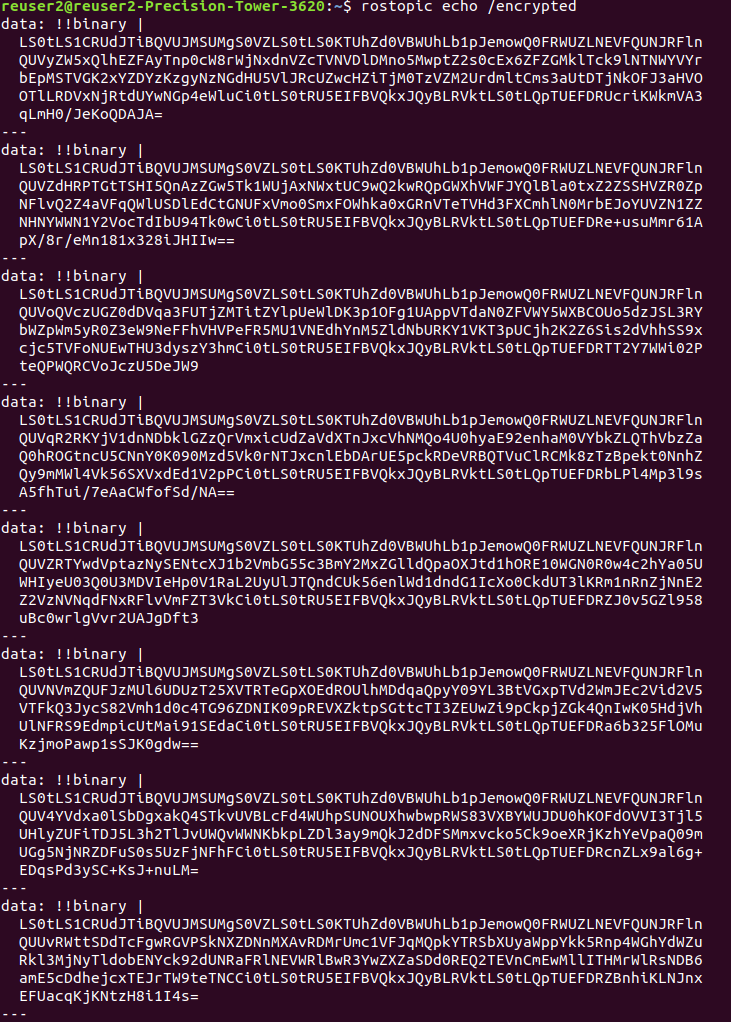 reuser2@reuser2-Precision-Tower-3620:~$ rostopic echo /encrypted
data: !!binary |
  LS0tLS1CRUdJTiBQVUJMSUMgS0VZLS0tLS0KTUhZd0VBWUhLb1pJemowQ0FRWUZLNEVFQUNJRFln
  QUVyZW5xQlhEZFAyTnp0cW8rWjNxdnVZcTVNVDlDMno5MwptZ2s0cEx6ZFZGMklTck9lNTNWYVYr
  bEpMSTVGK2xYZDYzKzgyNzNGdHU5VlJRcUZwcHZiTjM0TzVZM2UrdmltCms3aUtDTjNkOFJ3aHVO
  OTlLRDVxNjRtdUYwNGp4eWluCi0tLS0tRU5EIFBVQkxJQyBLRVktLS0tLQpTUEFDRUcriKWkmVA3
  qLmH0/JeKoQDAJA=
---
data: !!binary |
  LS0tLS1CRUdJTiBQVUJMSUMgS0VZLS0tLS0KTUhZd0VBWUhLb1pJemowQ0FRWUZLNEVFQUNJRFln
  QUVZdHRPTGtTSHI5QnAzZGw5Tk1WUjAxNWxtUC9wQ2kwRQpGWXhVWFJYQlBla0txZ2ZSSHVZR0Zp
  NFlvQ2Z4aVFqQWlUSDlEdCtGNUFxVmo0SmxFOWhka0xGRnVTeTVHd3FXCmhlN0MrbEJoYUVZN1ZZ
  NHNYWWN1Y2VocTdIbU94Tk0wCi0tLS0tRU5EIFBVQkxJQyBLRVktLS0tLQpTUEFDRe+usuMmr61A
  pX/8r/eMn181x328iJHIIw==
---
data: !!binary |
  LS0tLS1CRUdJTiBQVUJMSUMgS0VZLS0tLS0KTUhZd0VBWUhLb1pJemowQ0FRWUZLNEVFQUNJRFln
  QUVoQVczUGZ0dDVqa3FUTjZMTitZYlpUeWlDK3p1OFg1UAppVTdaN0ZFVWY5WXBCOUo5dzJSL3RY
  bWZpWm5yR0Z3eW9NeFFhVHVPeFR5MU1VNEdhYnM5ZldNbURKY1VKT3pUCjh2K2Z6Sis2dVhhSS9x
  cjc5TVFoNUEwTHU3dyszY3hmCi0tLS0tRU5EIFBVQkxJQyBLRVktLS0tLQpTUEFDRTT2Y7WWi02P
  teQPWQRCVoJczU5DeJW9
---
data: !!binary |
  LS0tLS1CRUdJTiBQVUJMSUMgS0VZLS0tLS0KTUhZd0VBWUhLb1pJemowQ0FRWUZLNEVFQUNJRFln
  QUVqR2RKYjV1dnNDbklGZzQrVmxicUdZaVdXTnJxcVhNMQo4U0hyaE92enhaM0VYbkZLQThVbzZa
  Q0hROGtncU5CNnY0K090Mzd5Vk0rNTJxcnlEbDArUE5pckRDeVRBQTVuClRCMk8zTzBpekt0NnhZ
  Qy9mMWl4Vk56SXVxdEd1V2pPCi0tLS0tRU5EIFBVQkxJQyBLRVktLS0tLQpTUEFDRbLPl4Mp3l9s
  A5fhTui/7eAaCWfofSd/NA==
---
data: !!binary |
  LS0tLS1CRUdJTiBQVUJMSUMgS0VZLS0tLS0KTUhZd0VBWUhLb1pJemowQ0FRWUZLNEVFQUNJRFln
  QUVZRTYwdVptazNySENtcXJ1b2VmbG55c3BmY2MxZGlldQpaOXJtd1hORE10WGN0R0w4c2hYa05U
  WHIyeU03Q0U3MDVIeHp0V1RaL2UyUlJTQndCUk56enlWd1dndG1IcXo0CkdUT3lKRm1nRnZjNnE2
  Z2VzNVNqdFNxRFlvVmFZT3VkCi0tLS0tRU5EIFBVQkxJQyBLRVktLS0tLQpTUEFDRZJ0v5GZl958
  uBc0wrlgVvr2UAJgDft3
---
data: !!binary |
  LS0tLS1CRUdJTiBQVUJMSUMgS0VZLS0tLS0KTUhZd0VBWUhLb1pJemowQ0FRWUZLNEVFQUNJRFln
  QUVNVmZQUFJzMUl6UDUzT25XVTRTeGpXOEdROUlhMDdqaQpyY09YL3BtVGxpTVd2WmJEc2Vid2V5
  VTFkQ3JycS82Vmh1d0c4TG96ZDNIK09pREVXZktpSGttcTI3ZEUwZi9pCkpjZGk4QnIwK05HdjVh
  UlNFRS9EdmpicUtMai91SEdaCi0tLS0tRU5EIFBVQkxJQyBLRVktLS0tLQpTUEFDRa6b325FlOMu
  KzjmoPawp1sSJK0gdw==
---
data: !!binary |
  LS0tLS1CRUdJTiBQVUJMSUMgS0VZLS0tLS0KTUhZd0VBWUhLb1pJemowQ0FRWUZLNEVFQUNJRFln
  QUV4YVdxa0lSbDgxakQ4STkvUVBLcFd4WUhpSUNOUXhwbwpRWS83VXBYWUJDU0hKOFdOVVI3Tjl5
  UHlyZUFiTDJ5L3h2TlJvUWQvWWNKbkpLZDl3ay9mQkJ2dDFSMmxvcko5Ck9oeXRjKzhYeVpaQ09m
  UGg5NjNRZDFuS0s5UzFjNFhFCi0tLS0tRU5EIFBVQkxJQyBLRVktLS0tLQpTUEFDRcnZLx9al6g+
  EDqsPd3ySC+KsJ+nuLM=
---
data: !!binary |
  LS0tLS1CRUdJTiBQVUJMSUMgS0VZLS0tLS0KTUhZd0VBWUhLb1pJemowQ0FRWUZLNEVFQUNJRFln
  QUUvRWttSDdTcFgwRGVPSkNXZDNnMXAvRDMrUmc1VFJqMQpkYTRSbXUyaWppYkk5Rnp4WGhYdWZu
  Rkl3MjNyTldobENYck92dUNRaFRlNEVWRlBwR3YwZXZaSDd0REQ2TEVnCmEwMllITHMrWlRsNDB6
  amE5cDdhejcxTEJrTW9teTNCCi0tLS0tRU5EIFBVQkxJQyBLRVktLS0tLQpTUEFDRZBnhiKLNJnx
  EFUacqKjKNtzH8i1I4s=
---